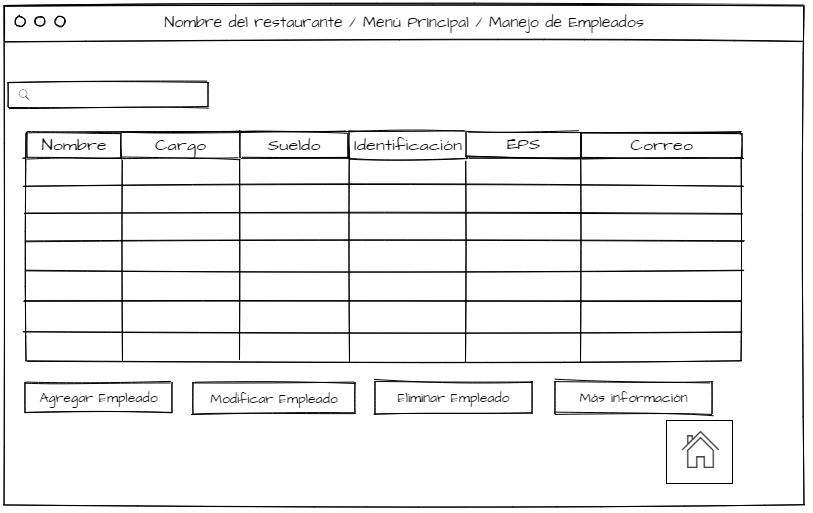 Nombre del restaurante / Menú Principal / Manejo de Empleados
Nombre Cargo Sueldo Identificación EPS Correo
Agregar Empleado Modificar Empleado Eliminar Empleado Más información